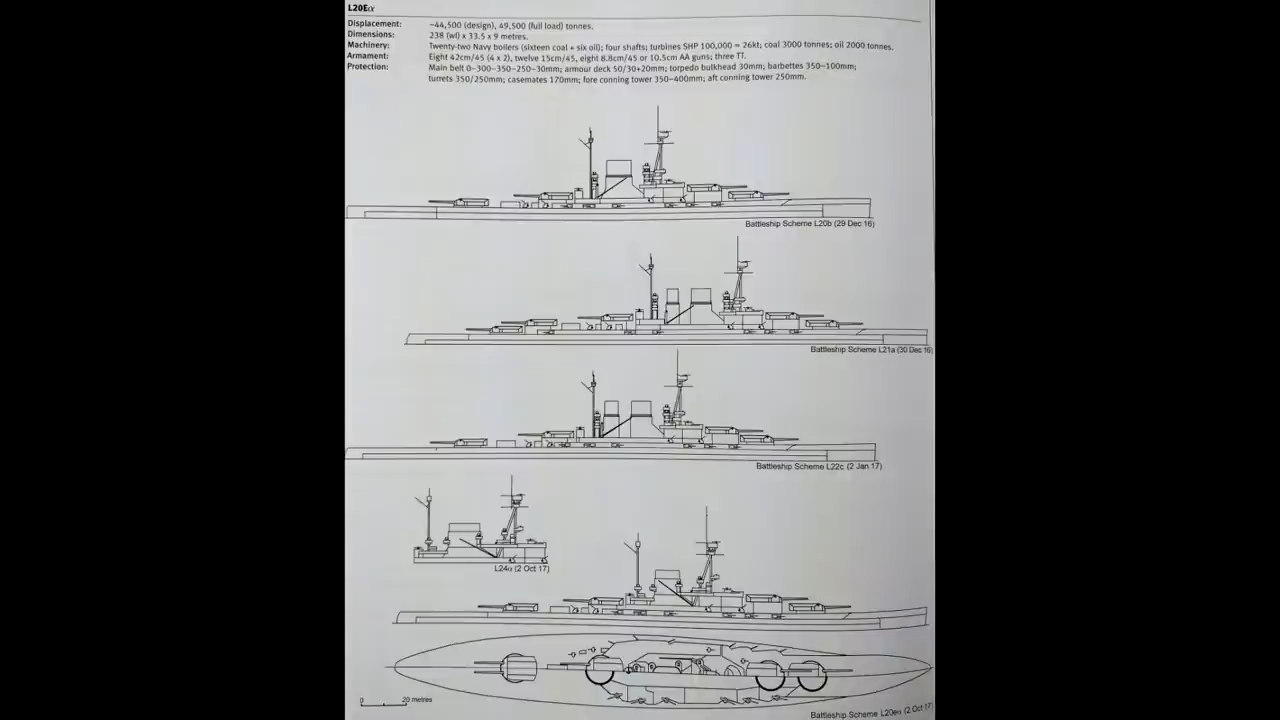 L20Eα
Displacement: ~44,500 (design), 49,500 (full load) tonnes.
Dimensions: 238 (wl) x 33.5 x 9 metres.
Machinery: Twenty-two Navy boilers (sixteen coal + six oil); four shafts; turbines SHP 100,000 = 26kt; coal 3000 tonnes; oil 2000 tonnes.
Armament: Eight 42cm/45 (4 x 2), twelve 15cm/45, eight 8.8cm/45 or 10.5cm AA guns; three TT.
Protection: Main belt 0–300–350–250–30mm; armour deck 50/30+20mm; torpedo bulkhead 30mm; barbettes 350–100mm;
turrets 350/250mm; casemates 170mm; fore conning tower 350–400mm; aft conning tower 250mm.
Battleship Scheme L20b (29 Dec 16)
Battleship Scheme L21a (30 Dec 16)
Battleship Scheme L22c (2 Jan 17)
L24α (2 Oct 17)
0 20 metres
Battleship Scheme L20eα (2 Oct 17)